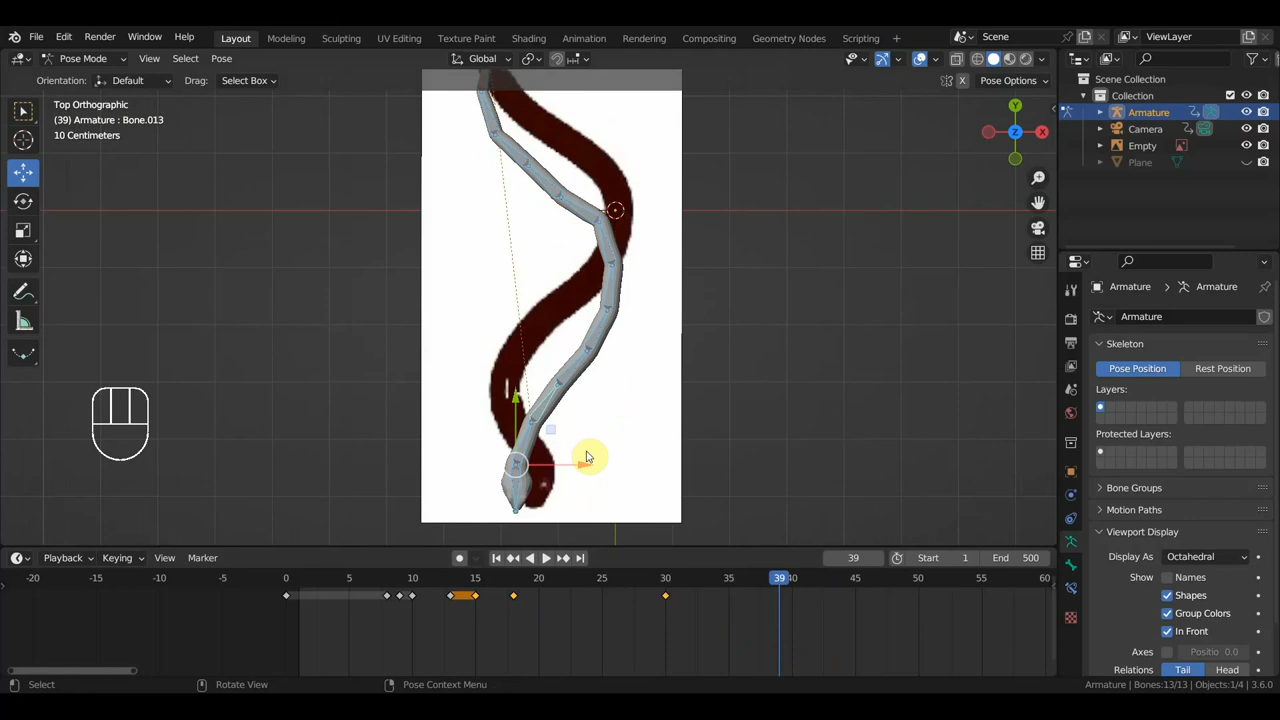 File Edit Render Window Help Layout Modeling Sculpting UV Editing Texture Paint Shading Animation Rendering Compositing Geometry Nodes Scripting + Scene ViewLayer
Pose Mode View Select Pose Global
Orientation: Default Drag: Select Box X Pose Options
Top Orthographic
(39) Armature : Bone.013
10 Centimeters
Y
Z
X
Scene Collection
Collection
Armature
Camera
Empty
Plane
Armature Armature
Armature
Skeleton
Pose Position Rest Position
Layers:
Protected Layers:
Bone Groups
Motion Paths
Viewport Display
Display As Octahedral
Show Names
Shapes
Group Colors
In Front
Axes Positio 0.0
Relations Tail Head
Playback Keying View Marker 39 Start 1 End 500
-20 -15 -10 -5 0 5 10 15 20 25 30 35 39 40 45 50 55 60
Select Rotate View Pose Context Menu Armature | Bones:13/13 | Objects:1/4 | 3.6.0